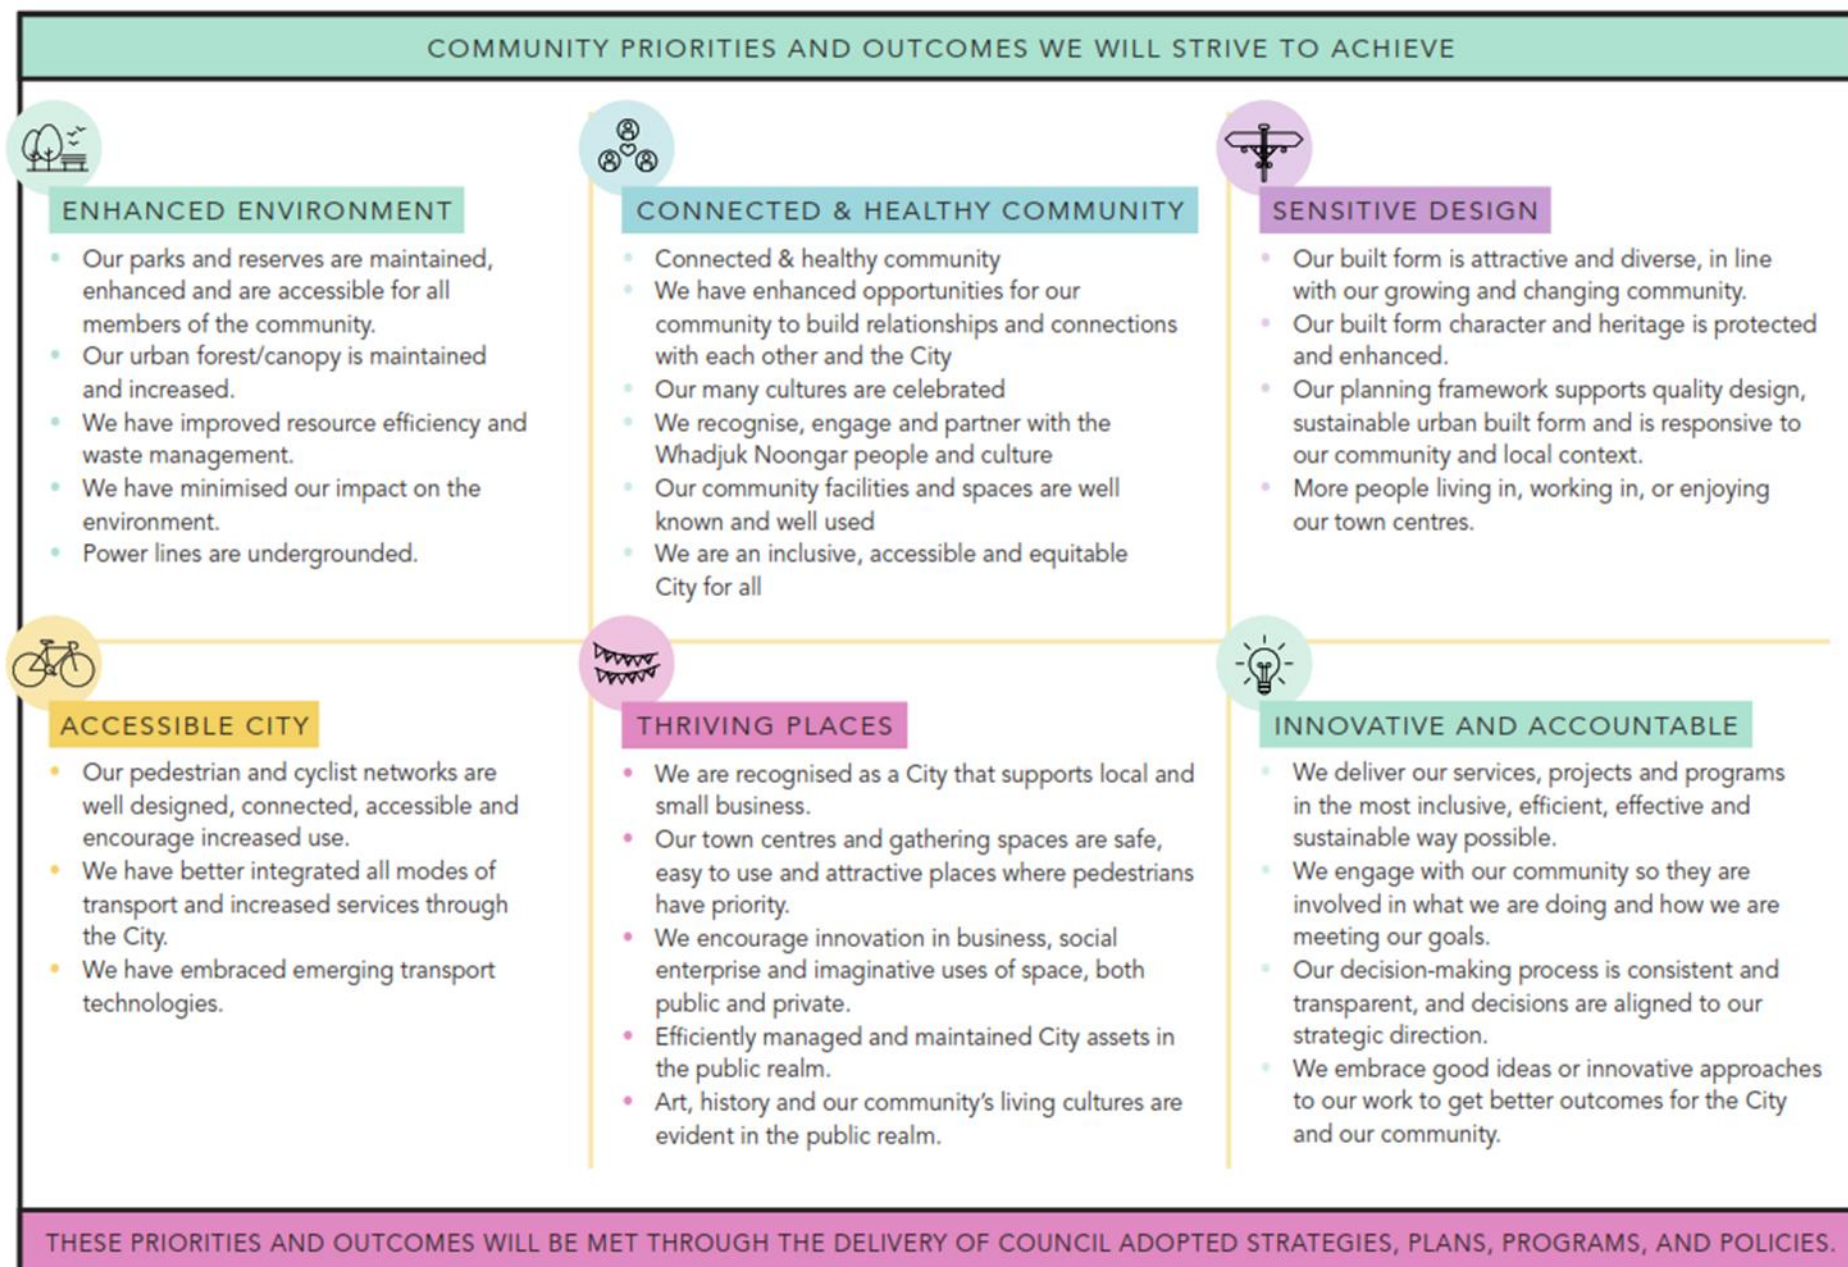 COMMUNITY PRIORITIES AND OUTCOMES WE WILL STRIVE TO ACHIEVE
ENHANCED ENVIRONMENT
• Our parks and reserves are maintained,
enhanced and are accessible for all
members of the community.
• Our urban forest/canopy is maintained
and increased.
• We have improved resource efficiency and
waste management.
• We have minimised our impact on the
environment.
• Power lines are undergrounded.
CONNECTED & HEALTHY COMMUNITY
• Connected & healthy community
• We have enhanced opportunities for our
community to build relationships and connections
with each other and the City
• Our many cultures are celebrated
• We recognise, engage and partner with the
Whadjuk Noongar people and culture
• Our community facilities and spaces are well
known and well used
• We are an inclusive, accessible and equitable
City for all
SENSITIVE DESIGN
• Our built form is attractive and diverse, in line
with our growing and changing community.
• Our built form character and heritage is protected
and enhanced.
• Our planning framework supports quality design,
sustainable urban built form and is responsive to
our community and local context.
• More people living in, working in, or enjoying
our town centres.
ACCESSIBLE CITY
• Our pedestrian and cyclist networks are
well designed, connected, accessible and
encourage increased use.
• We have better integrated all modes of
transport and increased services through
the City.
• We have embraced emerging transport
technologies.
THRIVING PLACES
• We are recognised as a City that supports local and
small business.
• Our town centres and gathering spaces are safe,
easy to use and attractive places where pedestrians
have priority.
• We encourage innovation in business, social
enterprise and imaginative uses of space, both
public and private.
• Efficiently managed and maintained City assets in
the public realm.
• Art, history and our community's living cultures are
evident in the public realm.
INNOVATIVE AND ACCOUNTABLE
• We deliver our services, projects and programs
in the most inclusive, efficient, effective and
sustainable way possible.
• We engage with our community so they are
involved in what we are doing and how we are
meeting our goals.
• Our decision-making process is consistent and
transparent, and decisions are aligned to our
strategic direction.
• We embrace good ideas or innovative approaches
to our work to get better outcomes for the City
and our community.
THESE PRIORITIES AND OUTCOMES WILL BE MET THROUGH THE DELIVERY OF COUNCIL ADOPTED STRATEGIES, PLANS, PROGRAMS, AND POLICIES.